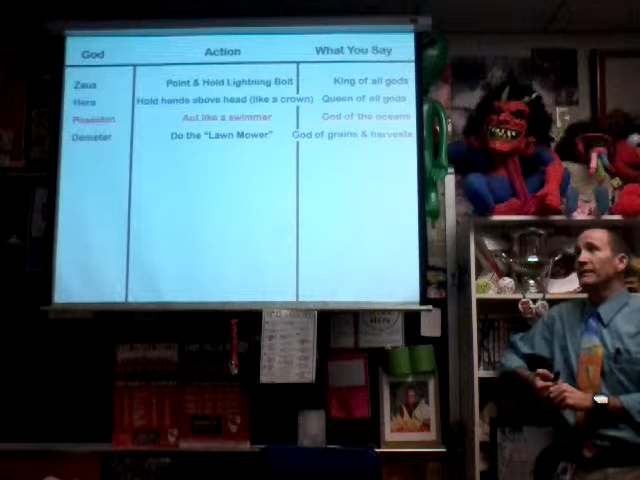 God Action What You Say
Zeus Point & Hold Lightning Bolt King of all gods
Hera Hold hands above head (like a crown) Queen of all gods
Poseidon Act like a swimmer God of the oceans
Demeter Do the "Lawn Mower" God of grains & harvests